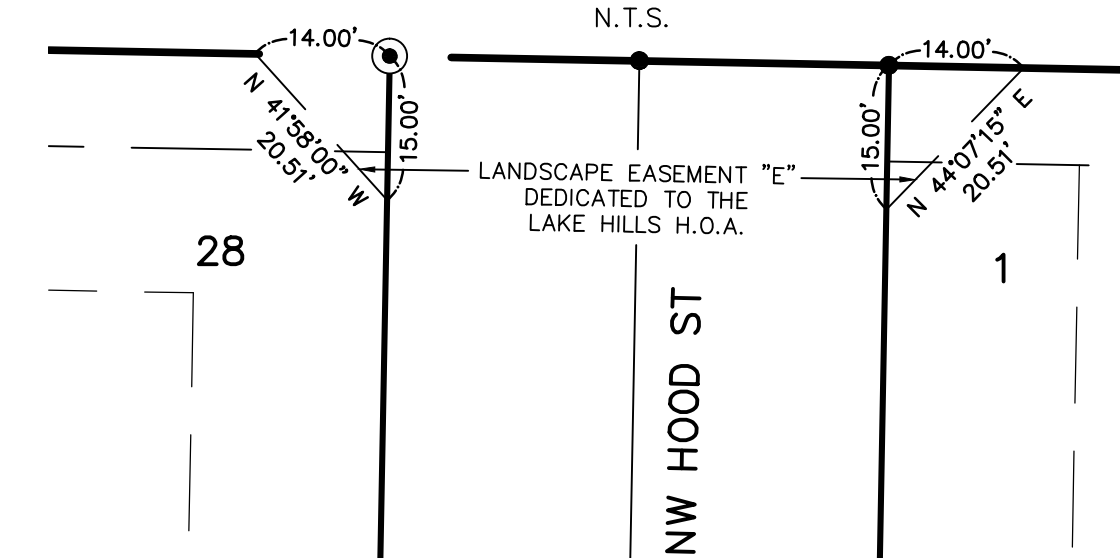 N.T.S.
14.00'
14.00'
15.00'
15.00'
N 41°58'00" W
20.51'
N 44°07'15" E
20.51'
LANDSCAPE EASEMENT "E"
DEDICATED TO THE
LAKE HILLS H.O.A.
28
1
NW HOOD ST